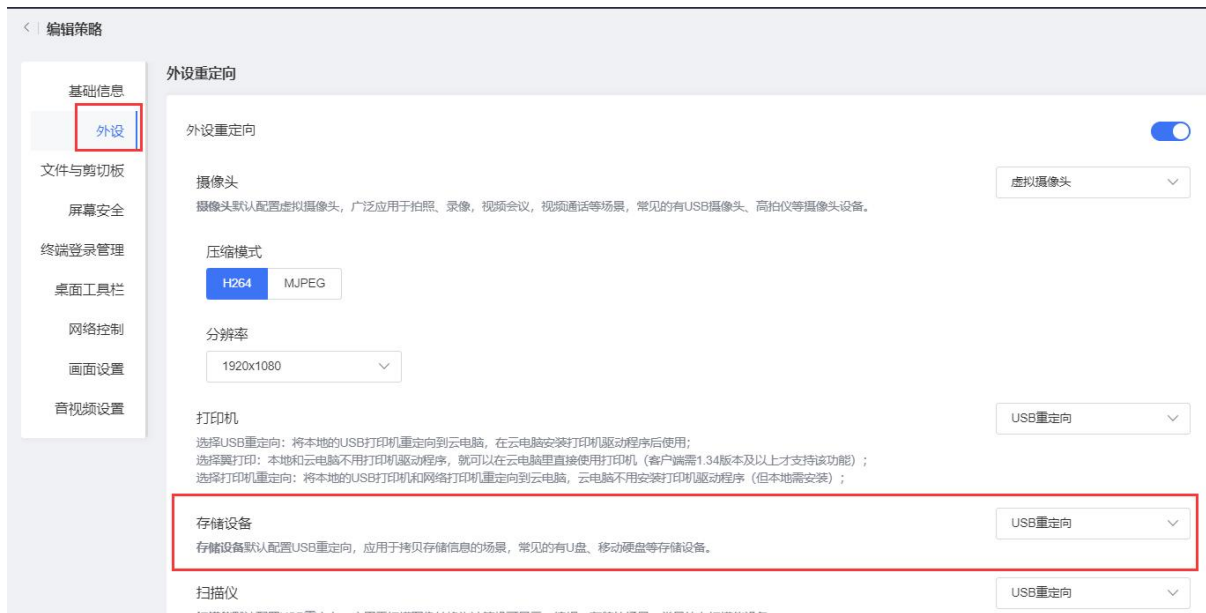 编辑策略
基础信息
外设
文件与剪切板
屏幕安全
终端登录管理
桌面工具栏
网络控制
画面设置
音视频设置
外设重定向
外设重定向
摄像头
虚拟摄像头
摄像头默认配置虚拟摄像头，广泛应用于拍照、录像，视频会议，视频通话等场景，常见的有USB摄像头、高拍仪等摄像头设备。
压缩模式
H264 MJPEG
分辨率
1920x1080
打印机
USB重定向
选择USB重定向：将本地的USB打印机重定向到云电脑，在云电脑安装打印机驱动程序后使用；
选择翼打印：本地和云电脑不用打印机驱动程序，就可以在云电脑里直接使用打印机（客户端需1.34版本及以上才支持该功能）；
选择打印机重定向：将本地的USB打印机和网络打印机重定向到云电脑，云电脑不用安装打印机驱动程序（但本地需安装）；
存储设备
USB重定向
存储设备默认配置USB重定向，应用于拷贝存储信息的场景，常见的有U盘、移动硬盘等存储设备。
扫描仪
USB重定向